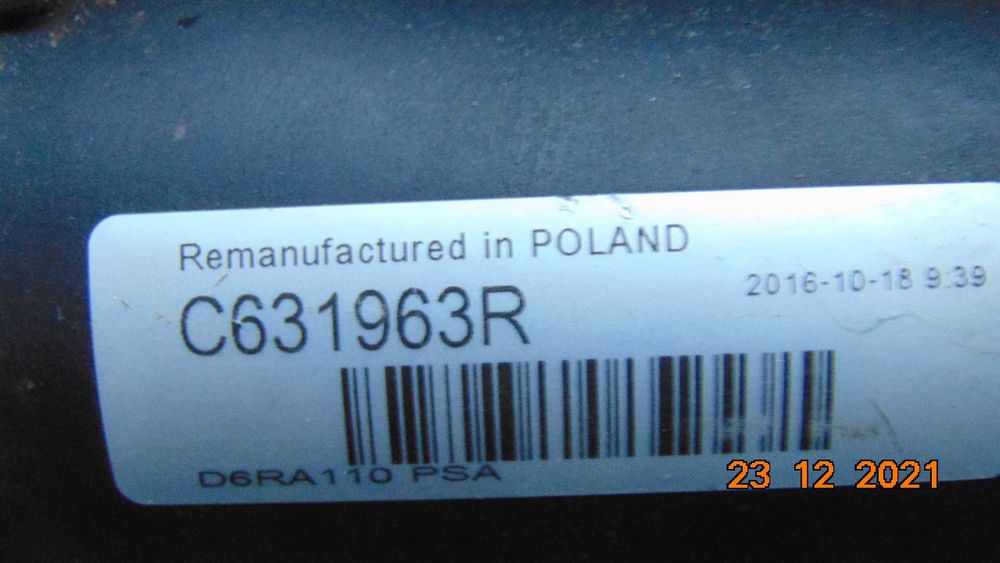 Remanufactured in POLAND
2016-10-18 9:39
C631963R
D6RA110 PSA
23 12 2021